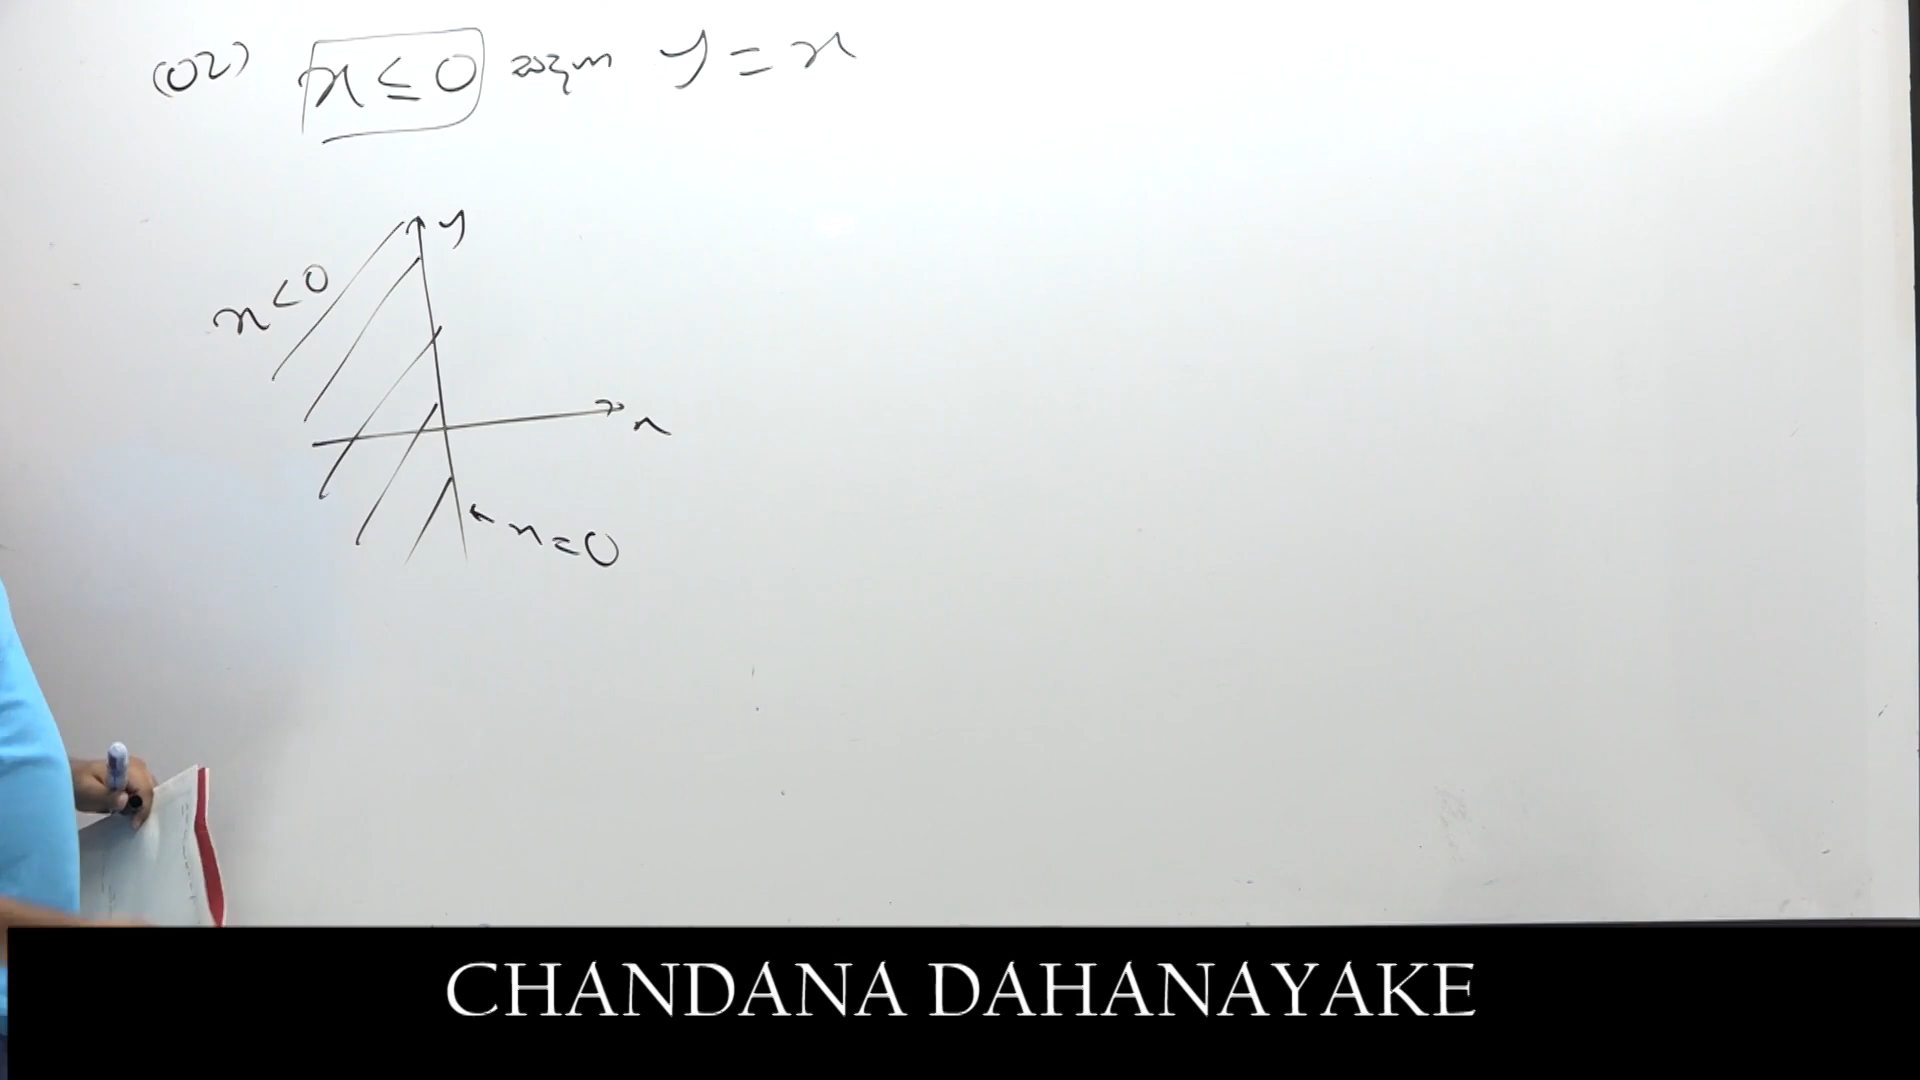 (02) x ≤ 0 සඳහා y = x
y
x < 0
x
x = 0
CHANDANA DAHANAYAKE